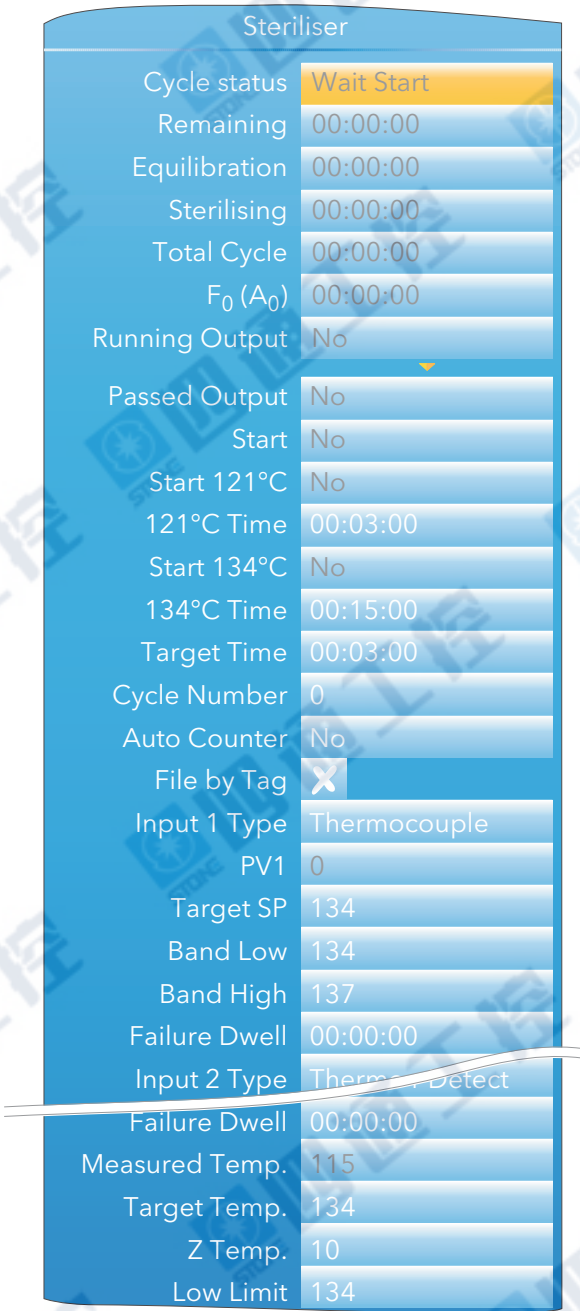 Steriliser
Cycle status Wait Start
Remaining 00:00:00
Equilibration 00:00:00
Sterilising 00:00:00
Total Cycle 00:00:00
F0 (A0) 00:00:00
Running Output No
Passed Output No
Start No
Start 121°C No
121°C Time 00:03:00
Start 134°C No
134°C Time 00:15:00
Target Time 00:03:00
Cycle Number 0
Auto Counter No
File by Tag X
Input 1 Type Thermocouple
PV1 0
Target SP 134
Band Low 134
Band High 137
Failure Dwell 00:00:00
Input 2 Type Detect
Failure Dwell 00:00:00
Measured Temp. 115
Target Temp. 134
Z Temp. 10
Low Limit 134